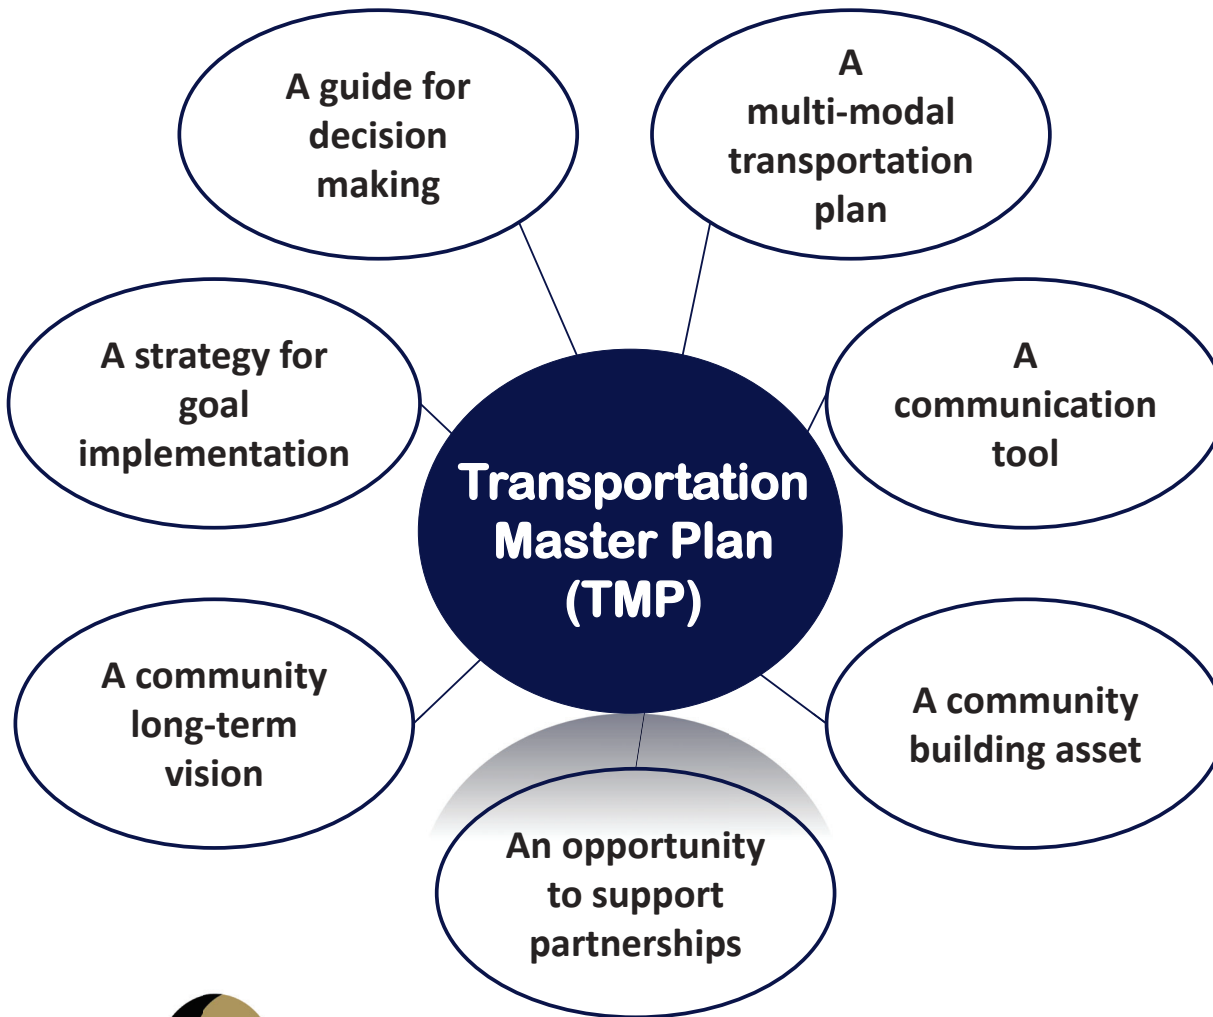 A guide for
decision
making
A
multi-modal
transportation
plan
A strategy for
goal
implementation
A
communication
tool
Transportation
Master Plan
(TMP)
A community
long-term
vision
A community
building asset
An opportunity
to support
partnerships